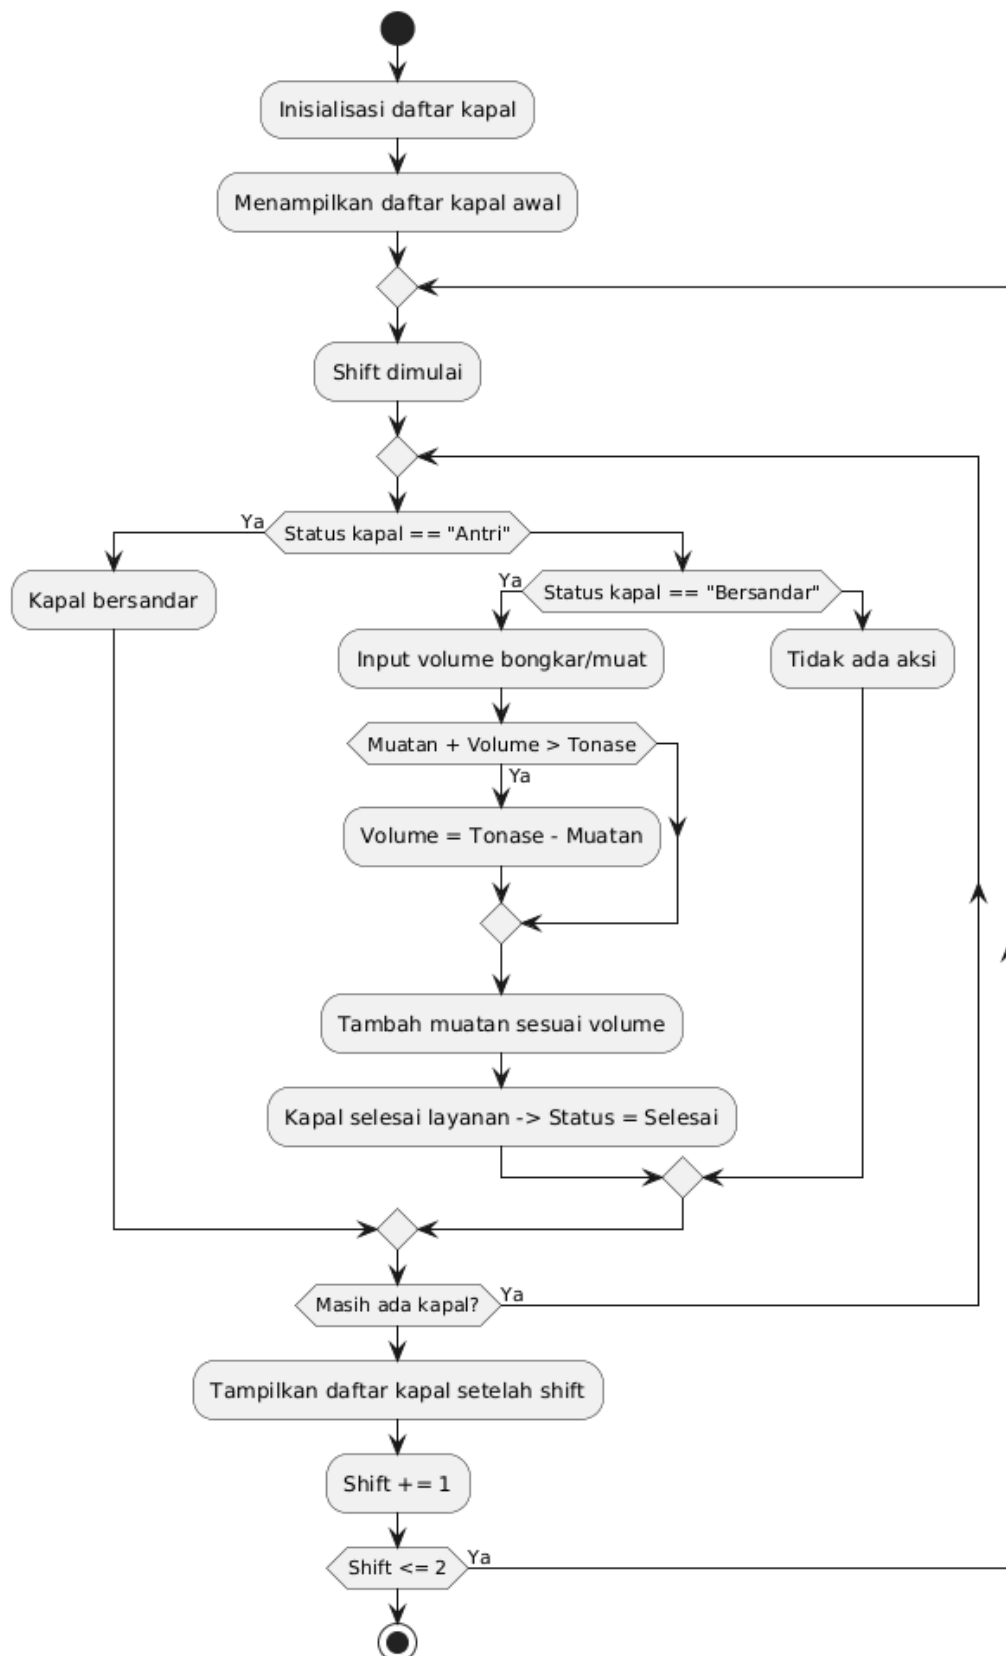 Inisialisasi daftar kapal
Menampilkan daftar kapal awal
Shift dimulai
Ya
Status kapal == "Antri"
Kapal bersandar
Ya
Status kapal == "Bersandar"
Input volume bongkar/muat
Tidak ada aksi
Muatan + Volume > Tonase
Ya
Volume = Tonase - Muatan
Tambah muatan sesuai volume
Kapal selesai layanan -> Status = Selesai
Masih ada kapal?
Ya
Tampilkan daftar kapal setelah shift
Shift += 1
Shift <= 2
Ya